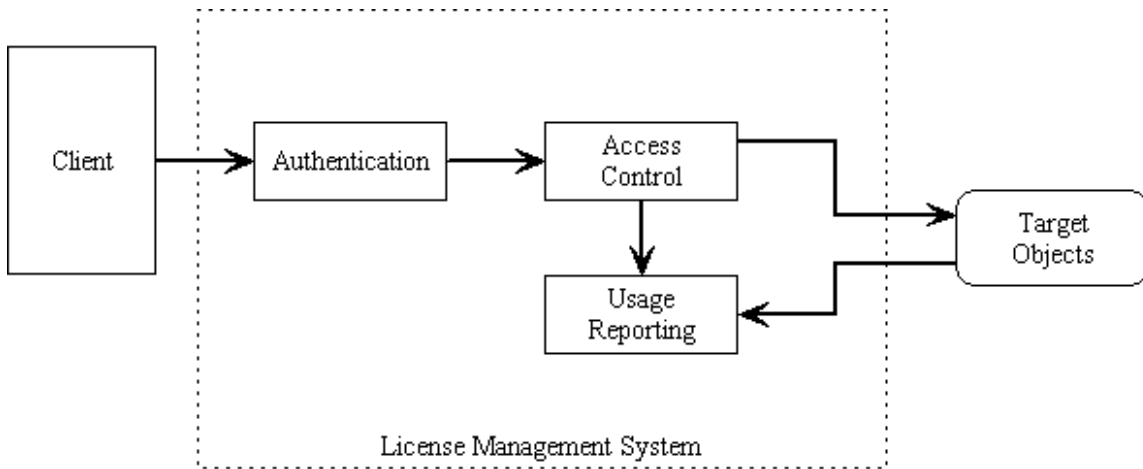 Client
Authentication
Access
Control
Target
Objects
Usage
Reporting
License Management System